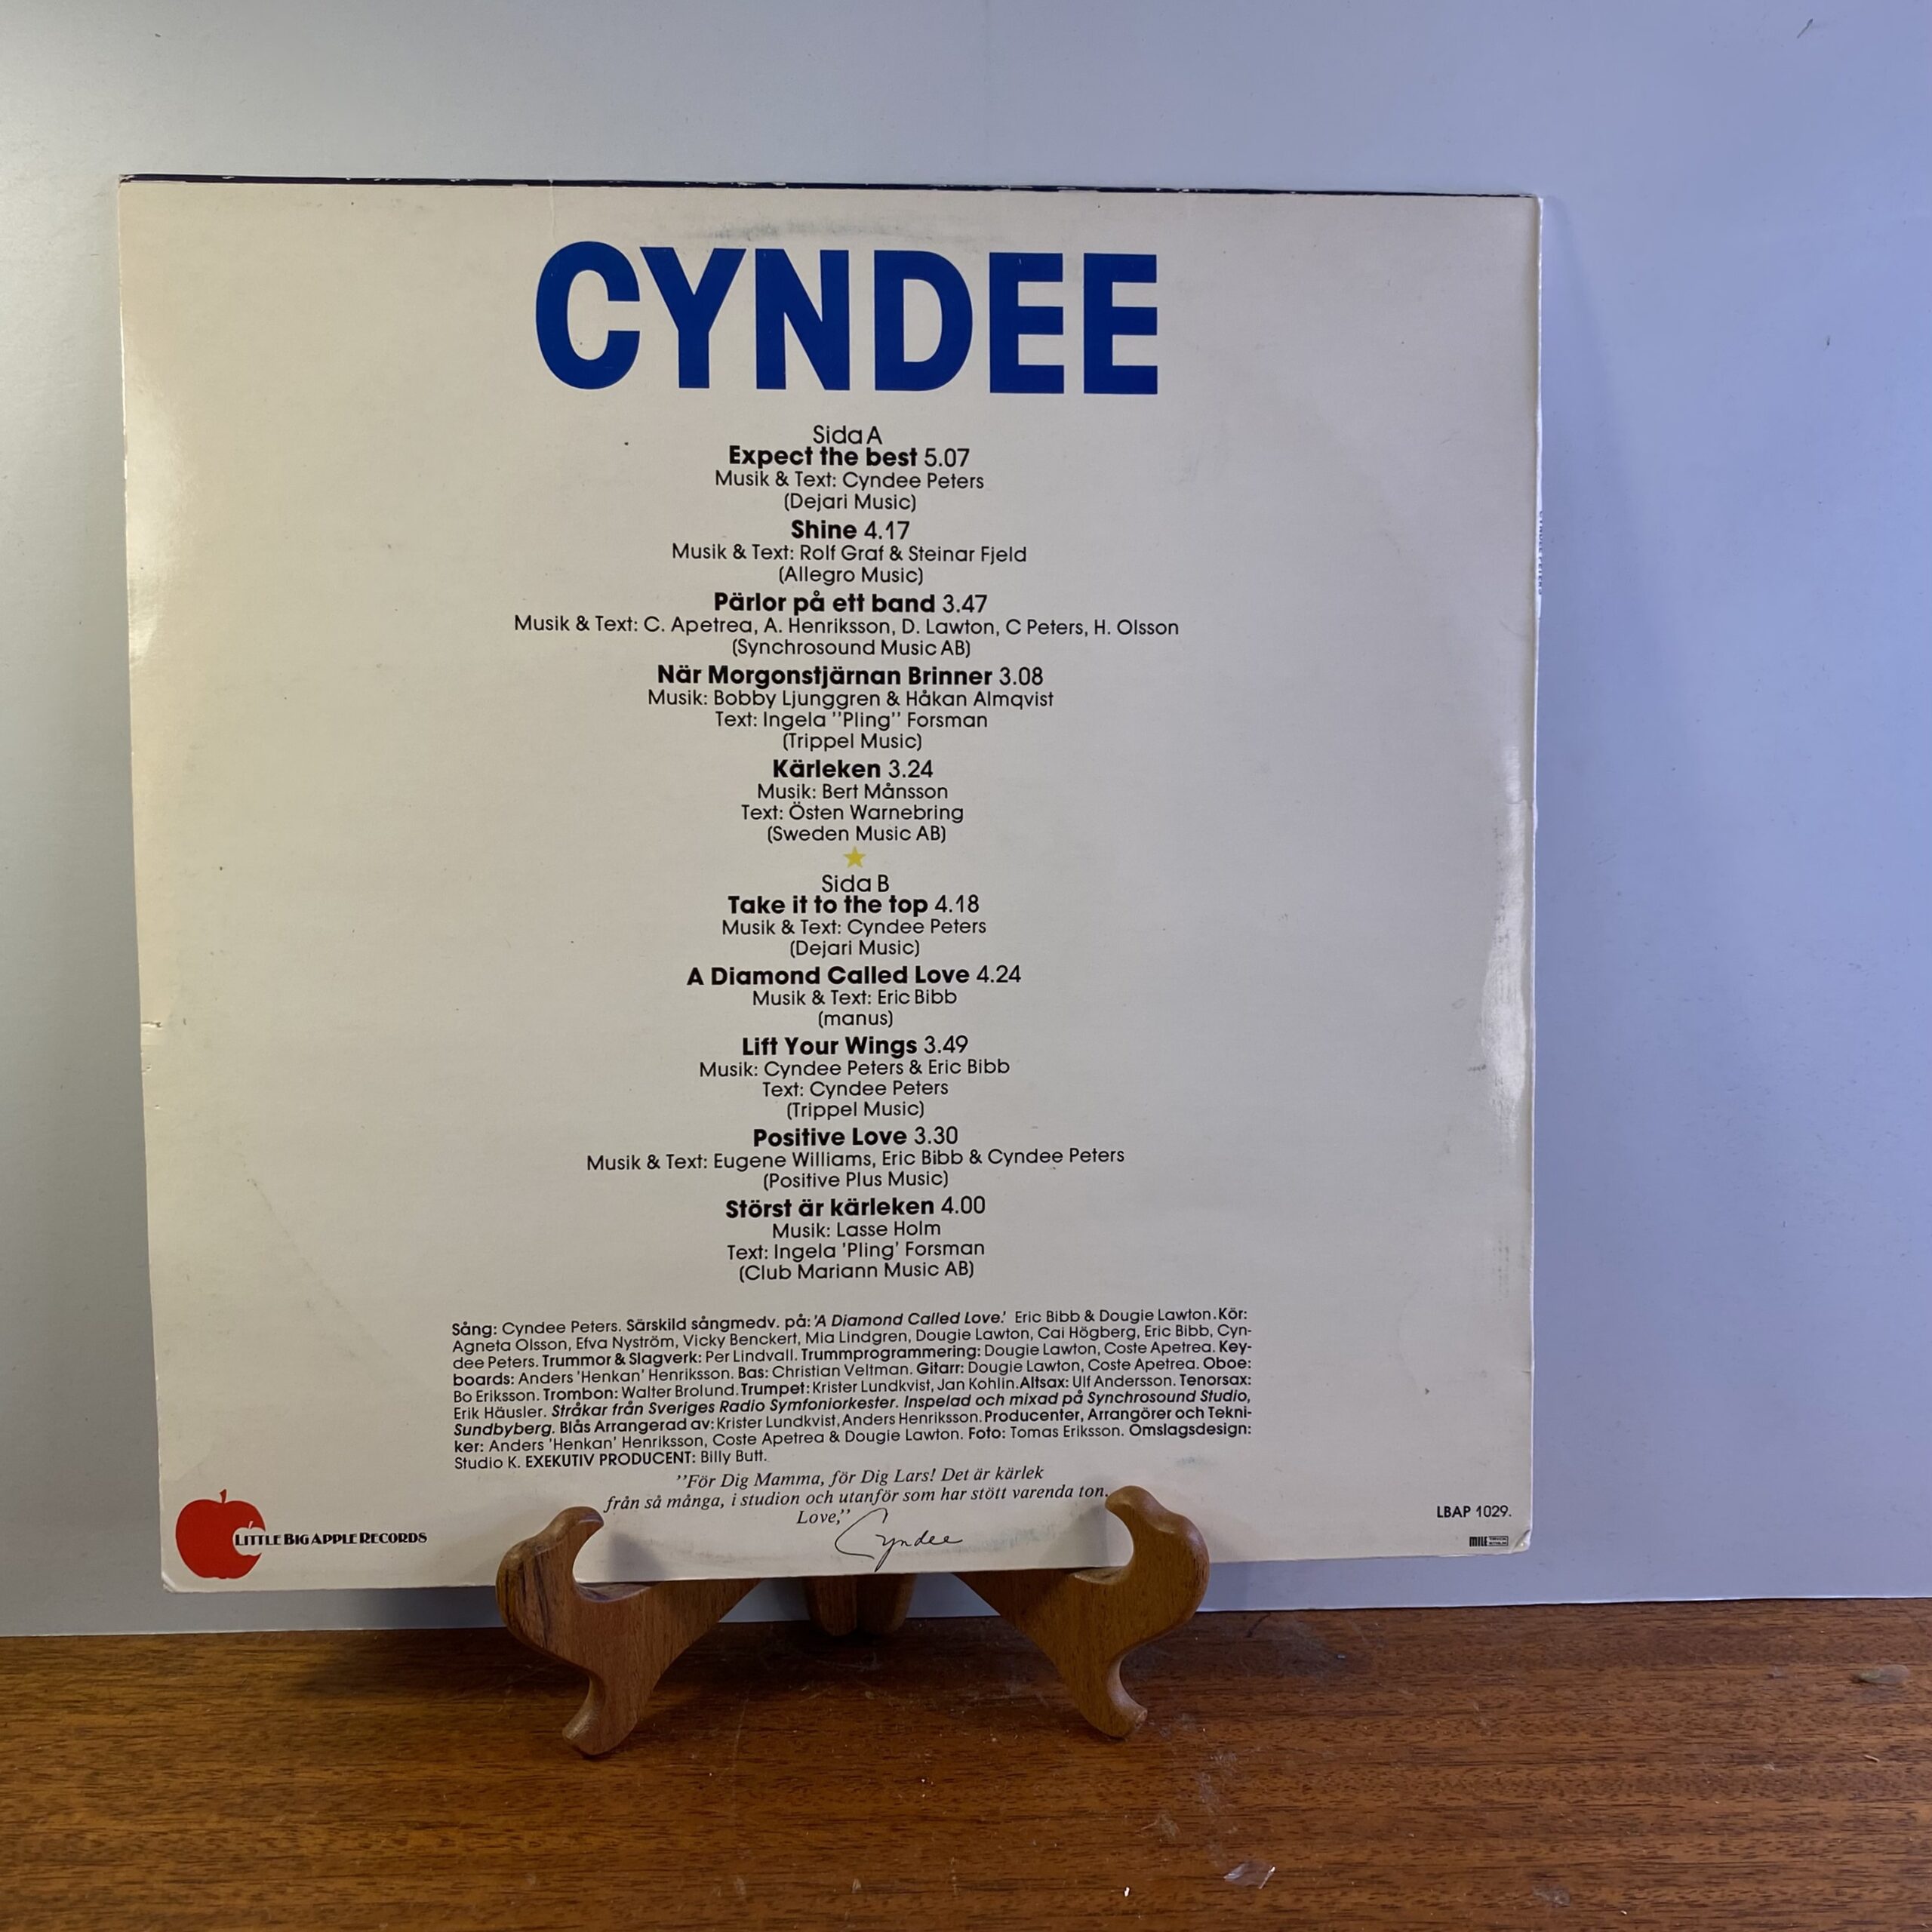 CYNDEE
Sida A
Expect the best 5.07
Musik & Text: Cyndee Peters
(Dejari Music)
Shine 4.17
Musik & Text: Rolf Graf & Steinar Fjeld
(Allegro Music)
Pärlor på ett band 3.47
Musik & Text: C. Apetrea, A. Henriksson, D. Lawton, C Peters, H. Olsson
(Synchrosound Music AB)
När Morgonstjärnan Brinner 3.08
Musik: Bobby Ljunggren & Håkan Almqvist
Text: Ingela "Pling" Forsman
(Trippel Music)
Kärleken 3.24
Musik: Bert Månsson
Text: Östen Warnebring
(Sweden Music AB)
Sida B
Take it to the top 4.18
Musik & Text: Cyndee Peters
(Dejari Music)
A Diamond Called Love 4.24
Musik & Text: Eric Bibb
(manus)
Lift Your Wings 3.49
Musik: Cyndee Peters & Eric Bibb
Text: Cyndee Peters
(Trippel Music)
Positive Love 3.30
Musik & Text: Eugene Williams, Eric Bibb & Cyndee Peters
(Positive Plus Music)
Störst är kärleken 4.00
Musik: Lasse Holm
Text: Ingela 'Pling' Forsman
(Club Mariann Music AB)
Sång: Cyndee Peters. Särskild sångmedv. på: 'A Diamond Called Love.' Eric Bibb & Dougie Lawton. Kör:
Agneta Olsson, Efva Nyström, Vicky Benckert, Mia Lindgren, Dougie Lawton, Cai Högberg, Eric Bibb, Cyn-
dee Peters. Trummor & Slagverk: Per Lindvall. Trummprogrammering: Dougie Lawton, Coste Apetrea. Key-
boards: Anders 'Henkan' Henriksson. Bas: Christian Veltman. Gitarr: Dougie Lawton, Coste Apetrea. Oboe:
Bo Eriksson. Trombon: Walter Brolund. Trumpet: Krister Lundkvist, Jan Kohlin. Altsax: Ulf Andersson. Tenorsax:
Erik Häusler. Stråkar från Sveriges Radio Symfoniorkester. Inspelad och mixad på Synchrosound Studio,
Sundbyberg. Blås Arrangerad av: Krister Lundkvist, Anders Henriksson. Producenter, Arrangörer och Tekni-
ker: Anders 'Henkan' Henriksson, Coste Apetrea & Dougie Lawton. Foto: Tomas Eriksson. Omslagsdesign:
Studio K. EXEKUTIV PRODUCENT: Billy Butt.
"För Dig Mamma, för Dig Lars! Det är kärlek
från så många, i studion och utanför som har stött varenda ton.
Love,"
Cyndee
LITTLE BIG APPLE RECORDS
LBAP 1029.
MILE